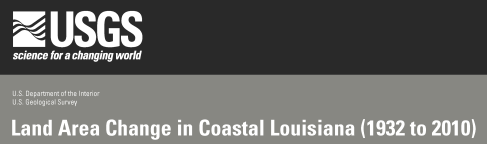 USGS
science for a changing world
U.S. Department of the Interior
U.S. Geological Survey
Land Area Change in Coastal Louisiana (1932 to 2010)